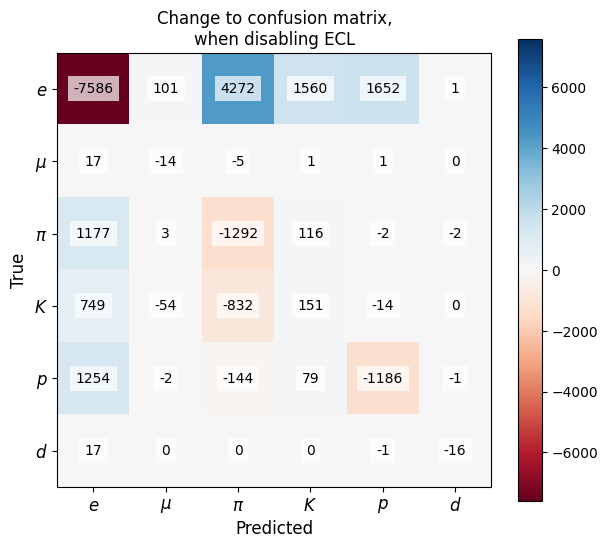 Change to confusion matrix,
when disabling ECL
e -7586 101 4272 1560 1652 1
μ 17 -14 -5 1 1 0
π 1177 3 -1292 116 -2 -2
K 749 -54 -832 151 -14 0
p 1254 -2 -144 79 -1186 -1
d 17 0 0 0 -1 -16
e μ π K p d
Predicted
True
6000
4000
2000
0
−2000
−4000
−6000